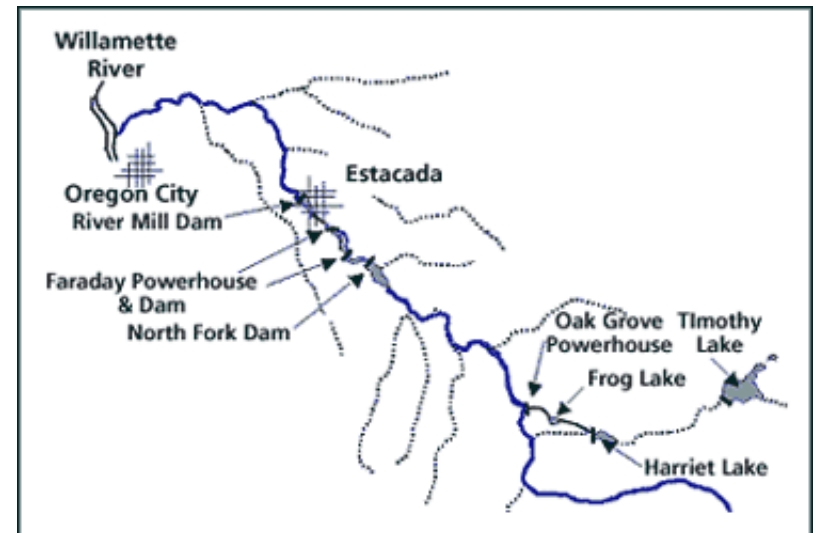 Willamette
River
Oregon City
Estacada
River Mill Dam
Faraday Powerhouse
& Dam
North Fork Dam
Oak Grove
Powerhouse
TImothy
Lake
Frog Lake
Harriet Lake